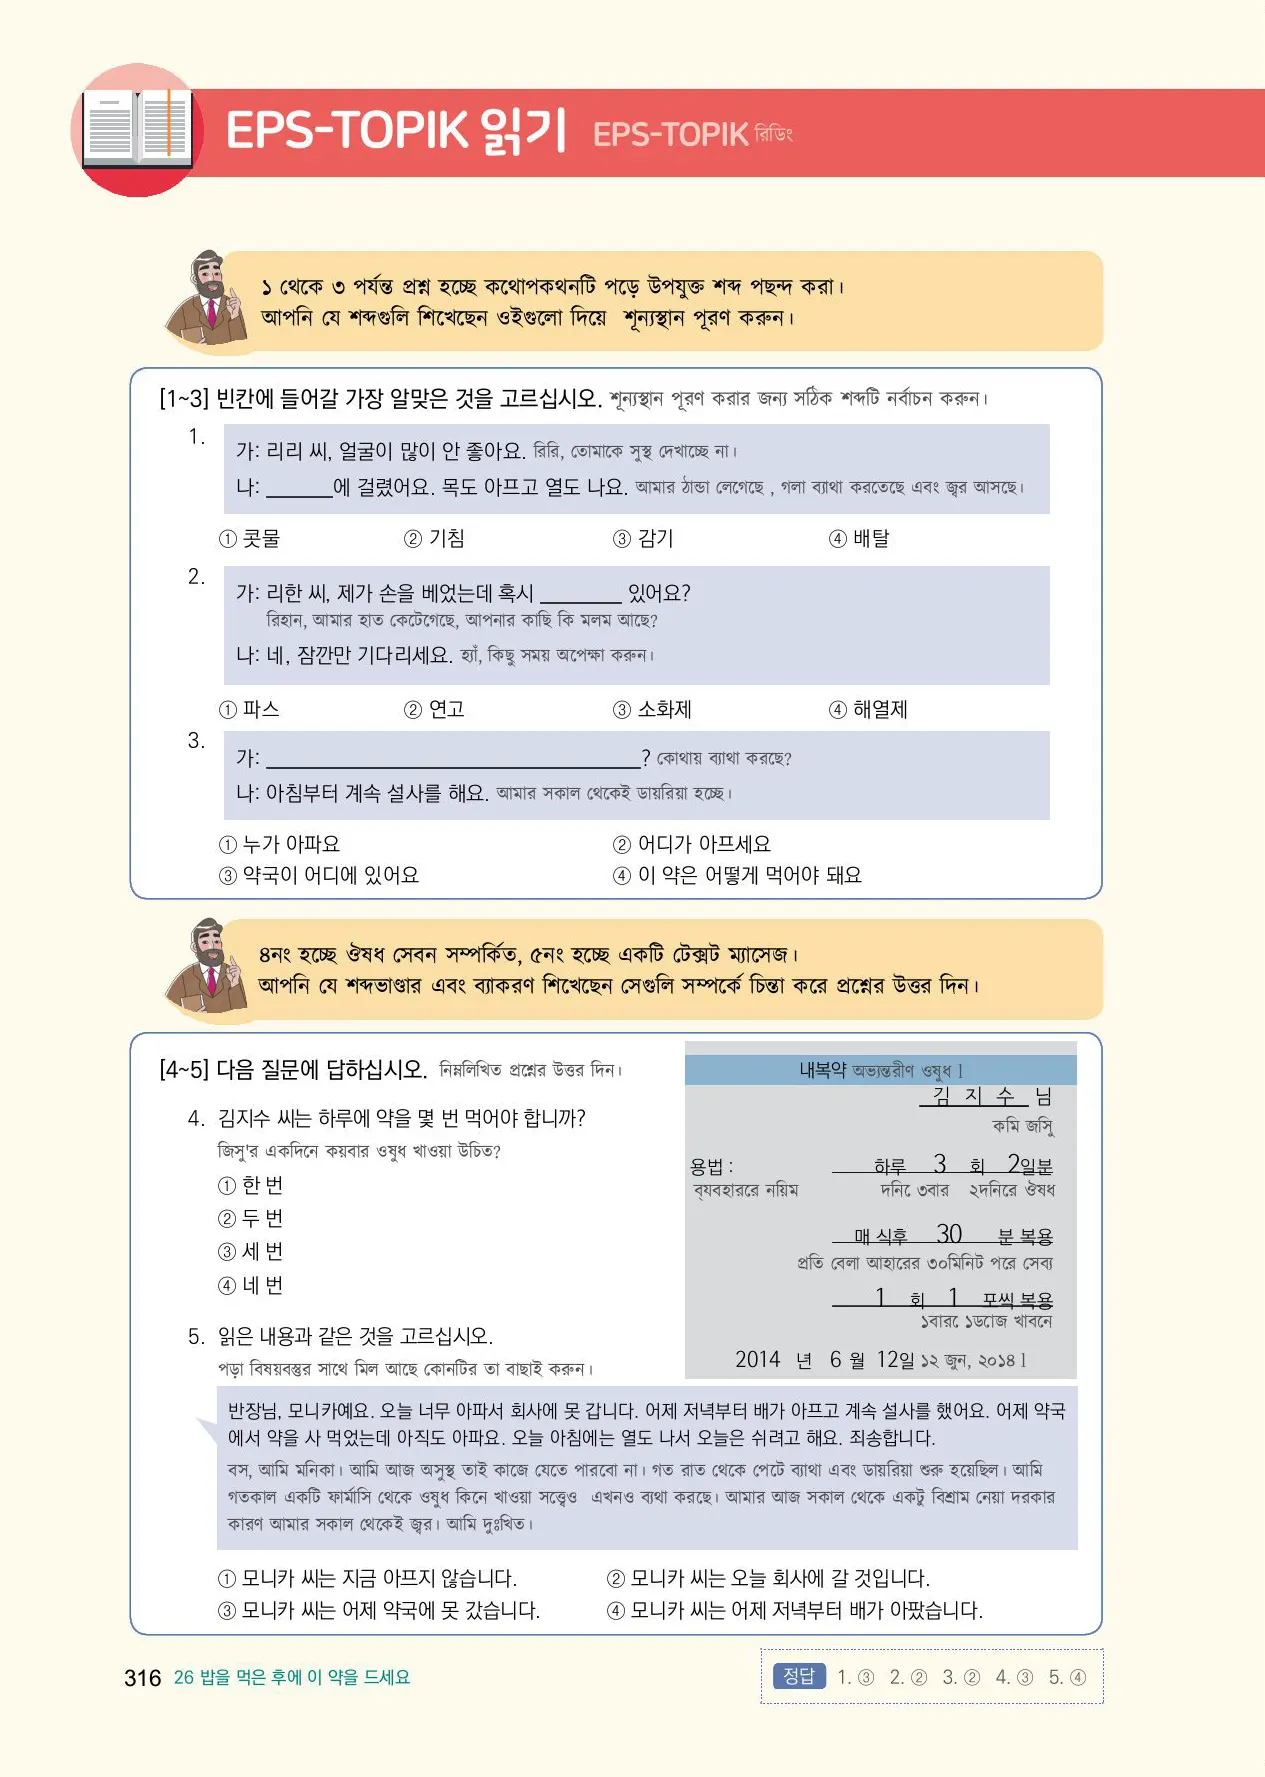 EPS-TOPIK 읽기 EPS-TOPIK রিডিং
১ থেকে ৩ পর্যন্ত প্রশ্ন হচ্ছে কথোপকথনটি পড়ে উপযুক্ত শব্দ পছন্দ করা।
আপনি যে শব্দগুলি শিখেছেন ওইগুলো দিয়ে শূন্যস্থান পূরণ করুন।
[1~3] 빈칸에 들어갈 가장 알맞은 것을 고르십시오. শূন্যস্থান পূরণ করার জন্য সঠিক শব্দটি নর্বাচন করুন।
1.
가: 리리 씨, 얼굴이 많이 안 좋아요. রিরি, তোমাকে সুস্থ দেখাচ্ছে না।
나: ______에 걸렸어요. 목도 아프고 열도 나요. আমার ঠান্ডা লেগেছে , গলা ব্যাথা করতেছে এবং জ্বর আসছে।
① 콧물 ② 기침 ③ 감기 ④ 배탈
2.
가: 리한 씨, 제가 손을 베었는데 혹시 ________ 있어요?
রিহান, আমার হাত কেটেগেছে, আপনার কাছি কি মলম আছে?
나: 네, 잠깐만 기다리세요. হ্যাঁ, কিছু সময় অপেক্ষা করুন।
① 파스 ② 연고 ③ 소화제 ④ 해열제
3.
가: ____________________? কোথায় ব্যাথা করছে?
나: 아침부터 계속 설사를 해요. আমার সকাল থেকেই ডায়রিয়া হচ্ছে।
① 누가 아파요 ② 어디가 아프세요
③ 약국이 어디에 있어요 ④ 이 약은 어떻게 먹어야 돼요
৪নং হচ্ছে ঔষধ সেবন সম্পর্কিত, ৫নং হচ্ছে একটি টেক্সট ম্যাসেজ।
আপনি যে শব্দভাণ্ডার এবং ব্যাকরণ শিখেছেন সেগুলি সম্পর্কে চিন্তা করে প্রশ্নের উত্তর দিন।
[4~5] 다음 질문에 답하십시오. নিম্নলিখিত প্রশ্নের উত্তর দিন।
4. 김지수 씨는 하루에 약을 몇 번 먹어야 합니까?
জিসু'র একদিনে কয়বার ওষুধ খাওয়া উচিত?
① 한 번
② 두 번
③ 세 번
④ 네 번
내복약 অভ্যন্তরীণ ওষুধ l
김 지 수 님
কমি জসিু
용법 : 하루 3 회 2일분
ব্যবহাররে নয়িম দনিে ৩বার ২দনিরে ঔষধ
매 식후 30 분 복용
প্রতি বেলা আহারের ৩০মিনিট পরে সেব্য
1 회 1 포씩 복용
১বারে ১ডোজ খাবনে
2014 년 6 월 12일 ১২ জুন, ২০১৪ l
5. 읽은 내용과 같은 것을 고르십시오.
পড়া বিষয়বস্তুর সাথে মিল আছে কোনটির তা বাছাই করুন।
반장님, 모니카예요. 오늘 너무 아파서 회사에 못 갑니다. 어제 저녁부터 배가 아프고 계속 설사를 했어요. 어제 약국
에서 약을 사 먹었는데 아직도 아파요. 오늘 아침에는 열도 나서 오늘은 쉬려고 해요. 죄송합니다.
বস, আমি মনিকা। আমি আজ অসুস্থ তাই কাজে যেতে পারবো না। গত রাত থেকে পেটে ব্যাথা এবং ডায়রিয়া শুরু হয়েছিল। আমি
গতকাল একটি ফার্মাসি থেকে ওষুধ কিনে খাওয়া সত্ত্বেও এখনও ব্যথা করছে। আমার আজ সকাল থেকে একটু বিশ্রাম নেয়া দরকার
কারণ আমার সকাল থেকেই জ্বর। আমি দুঃখিত।
① 모니카 씨는 지금 아프지 않습니다. ② 모니카 씨는 오늘 회사에 갈 것입니다.
③ 모니카 씨는 어제 약국에 못 갔습니다. ④ 모니카 씨는 어제 저녁부터 배가 아팠습니다.
316 26 밥을 먹은 후에 이 약을 드세요
정답 1. ③ 2. ② 3. ② 4. ③ 5. ④